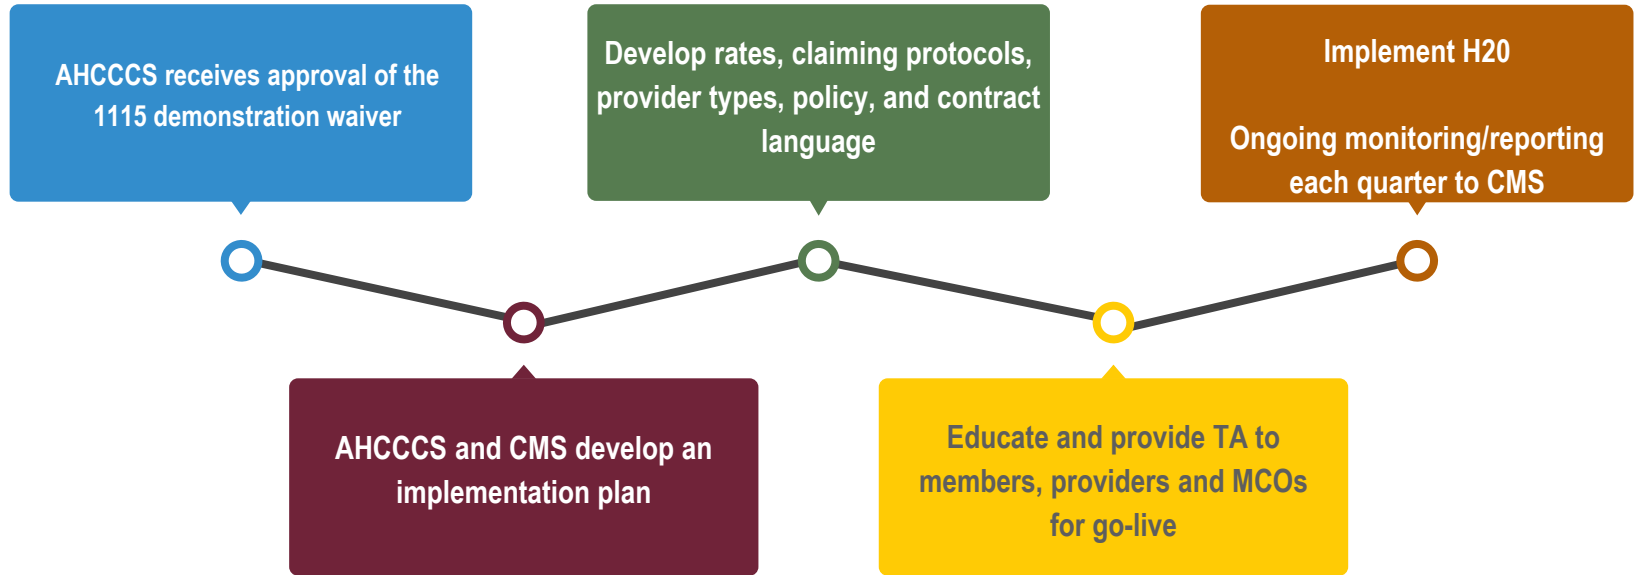 AHCCCS receives approval of the
1115 demonstration waiver
AHCCCS and CMS develop an
implementation plan
Develop rates, claiming protocols,
provider types, policy, and contract
language
Educate and provide TA to
members, providers and MCOs
for go-live
Implement H20
Ongoing monitoring/reporting
each quarter to CMS